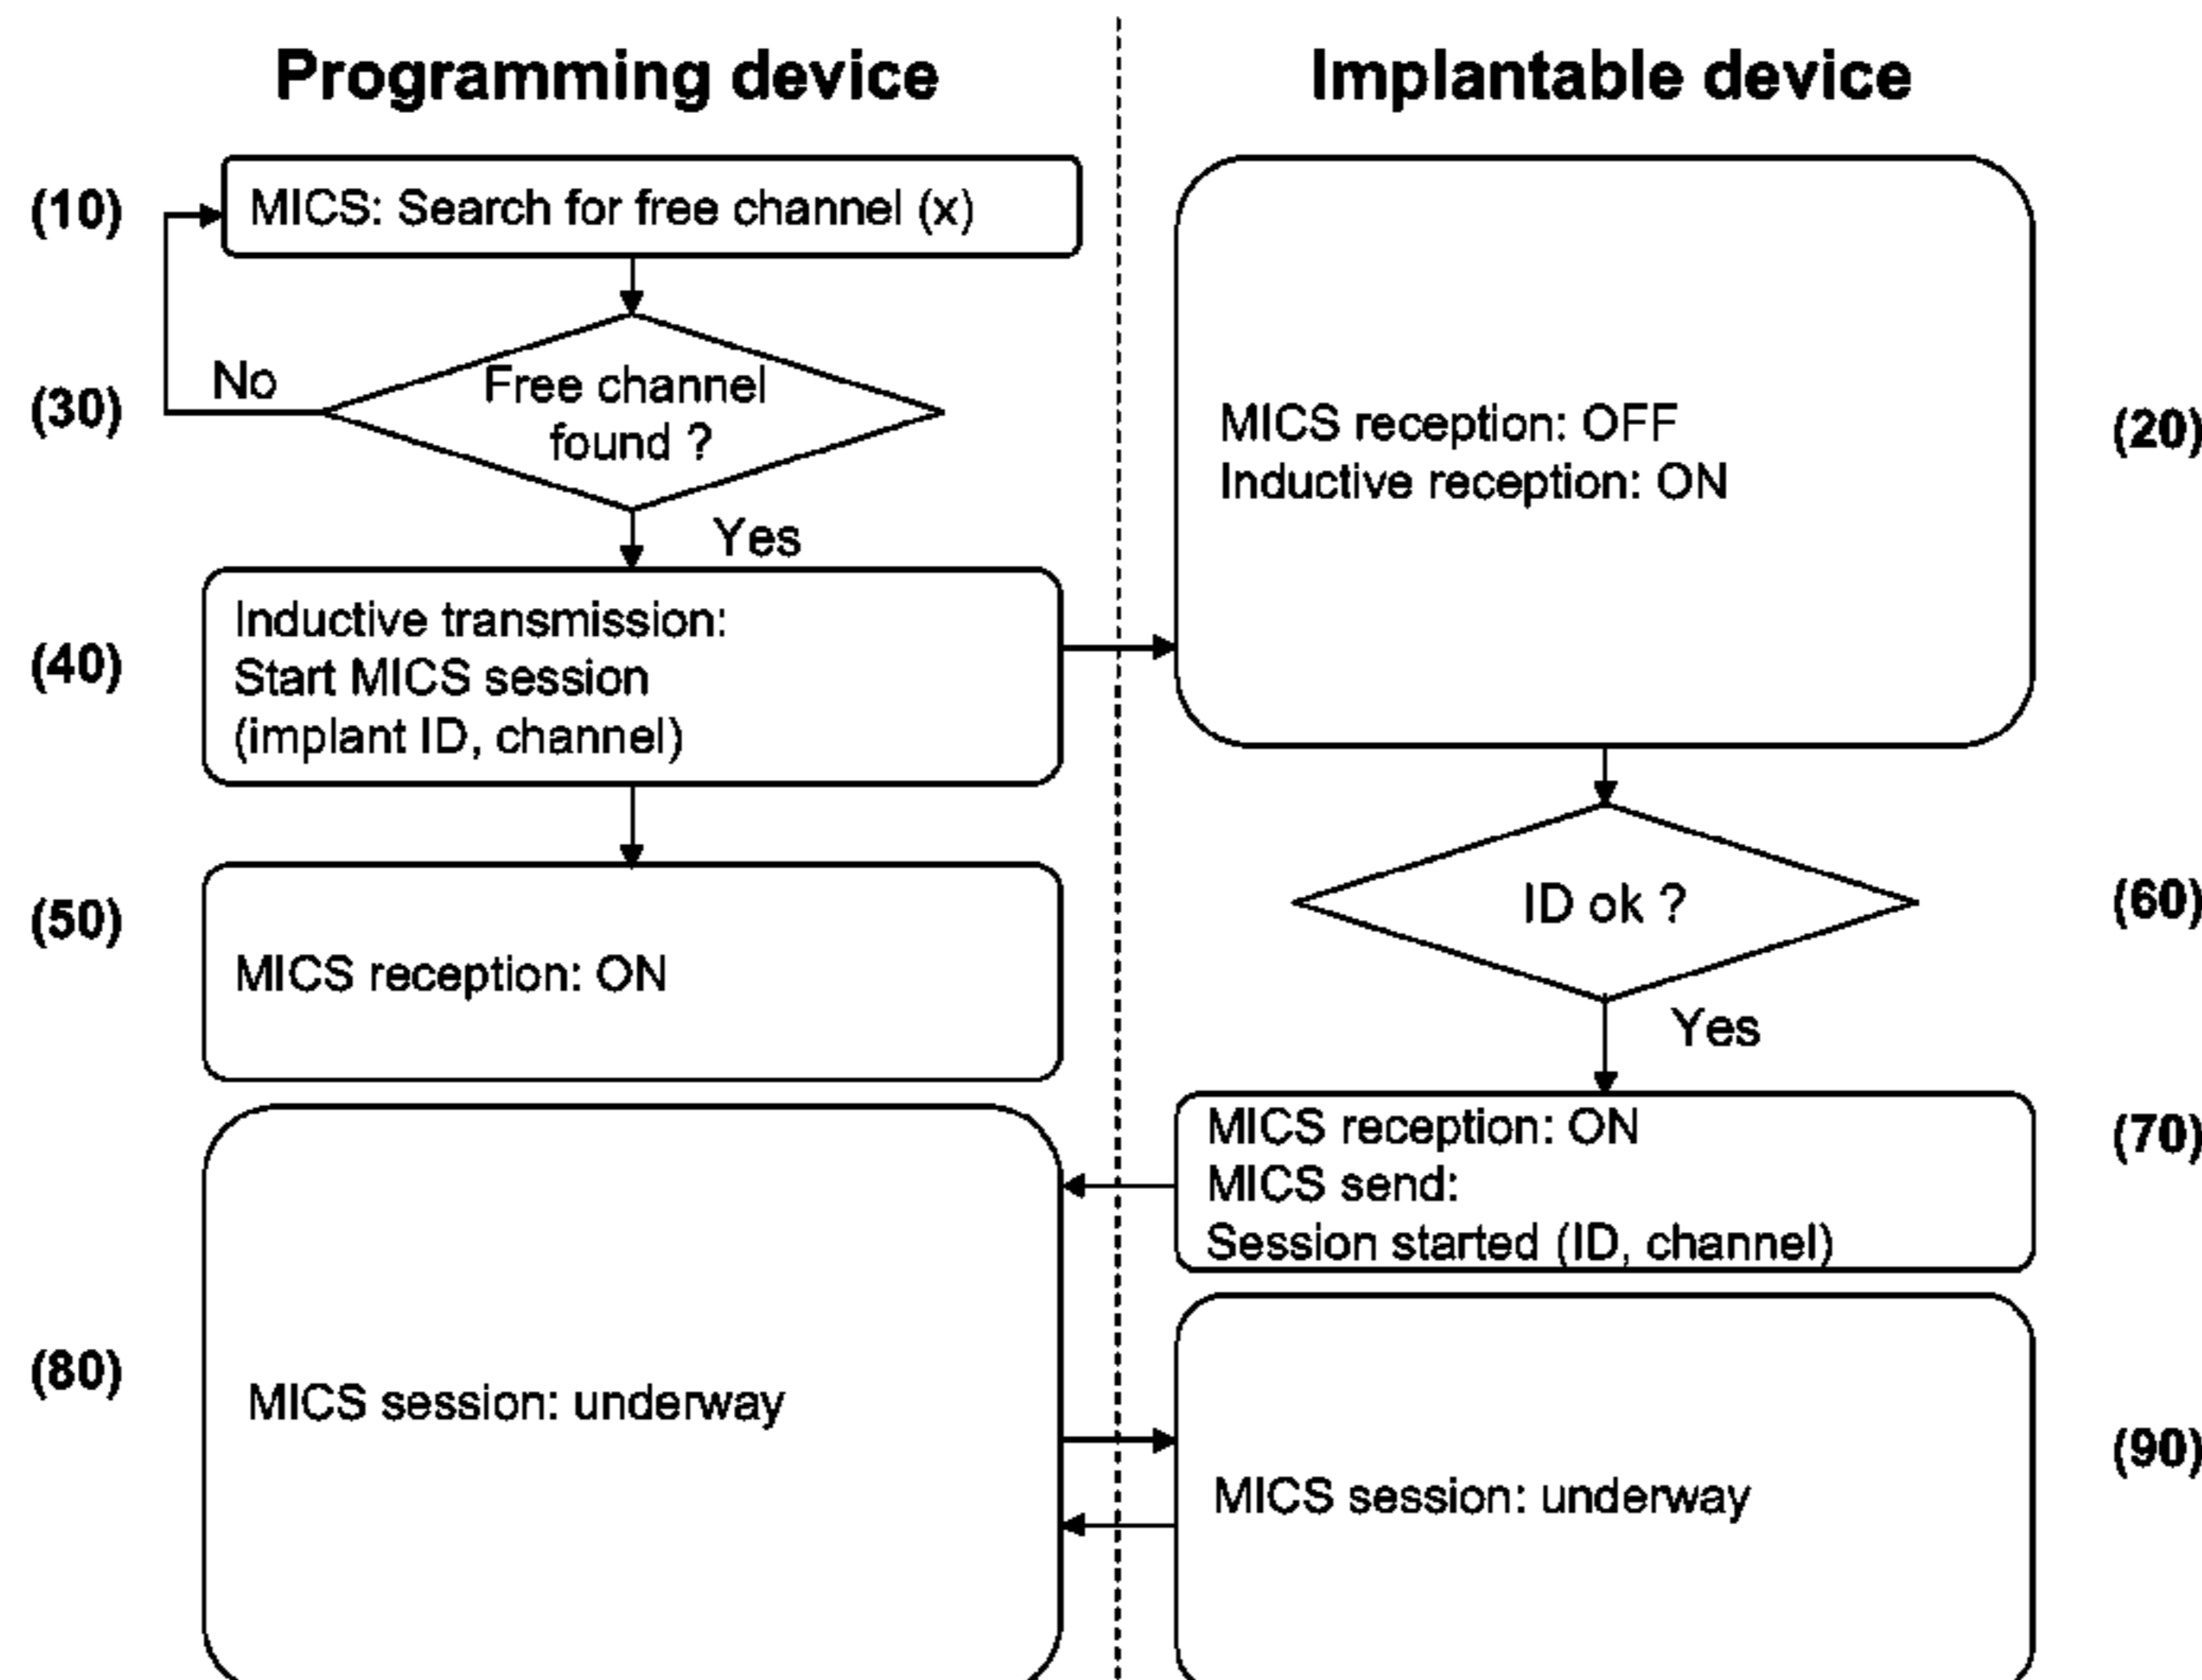 Programming device
Implantable device
(10)
MICS: Search for free channel (x)
No
(30)
Free channel
found ?
Yes
MICS reception: OFF
Inductive reception: ON
(20)
(40)
Inductive transmission:
Start MICS session
(implant ID, channel)
(50)
MICS reception: ON
ID ok ?
(60)
Yes
MICS reception: ON
MICS send:
Session started (ID, channel)
(70)
(80)
MICS session: underway
MICS session: underway
(90)